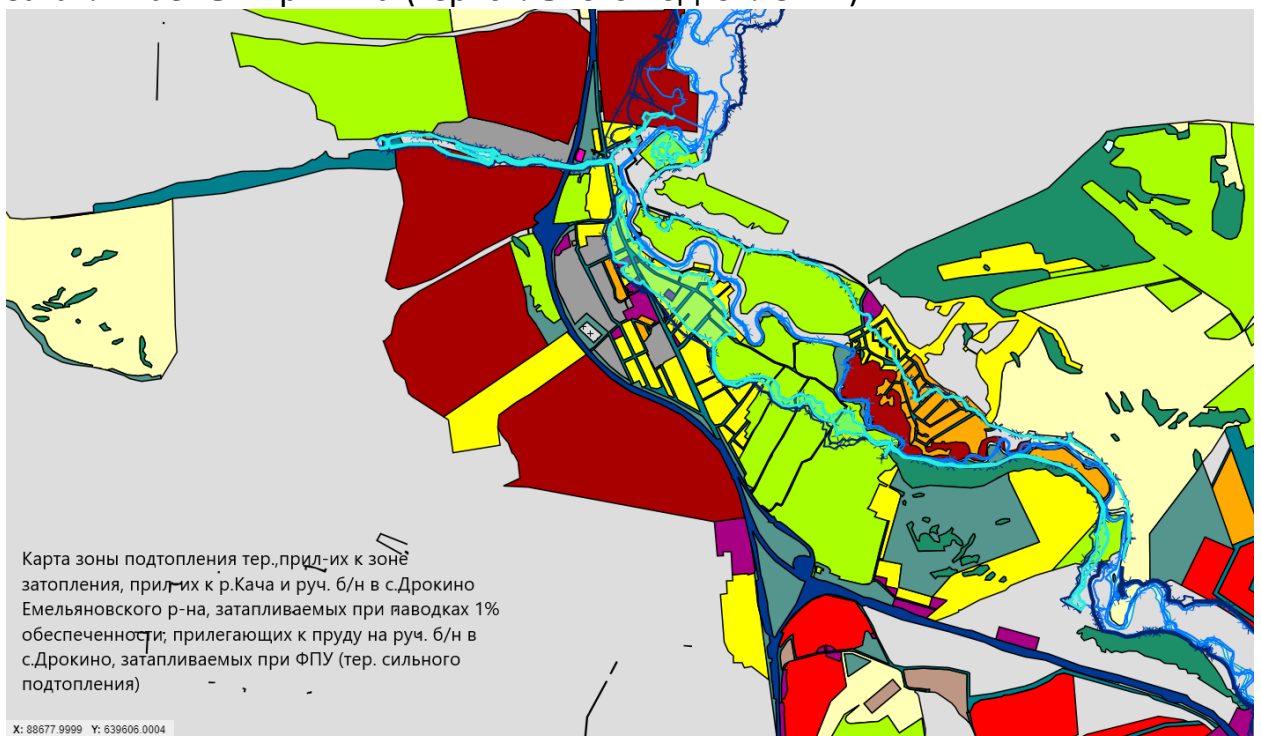 Карта зоны подтопления тер.,прил-их к зоне
затопления, прил-их к р.Кача и руч. б/н в с.Дрокино
Емельяновского р-на, затапливаемых при паводках 1%
обеспеченности; прилегающих к пруду на руч. б/н в
с.Дрокино, затапливаемых при ФПУ (тер. сильного
подтопления)
X: 88677.9999 Y: 639606.0004